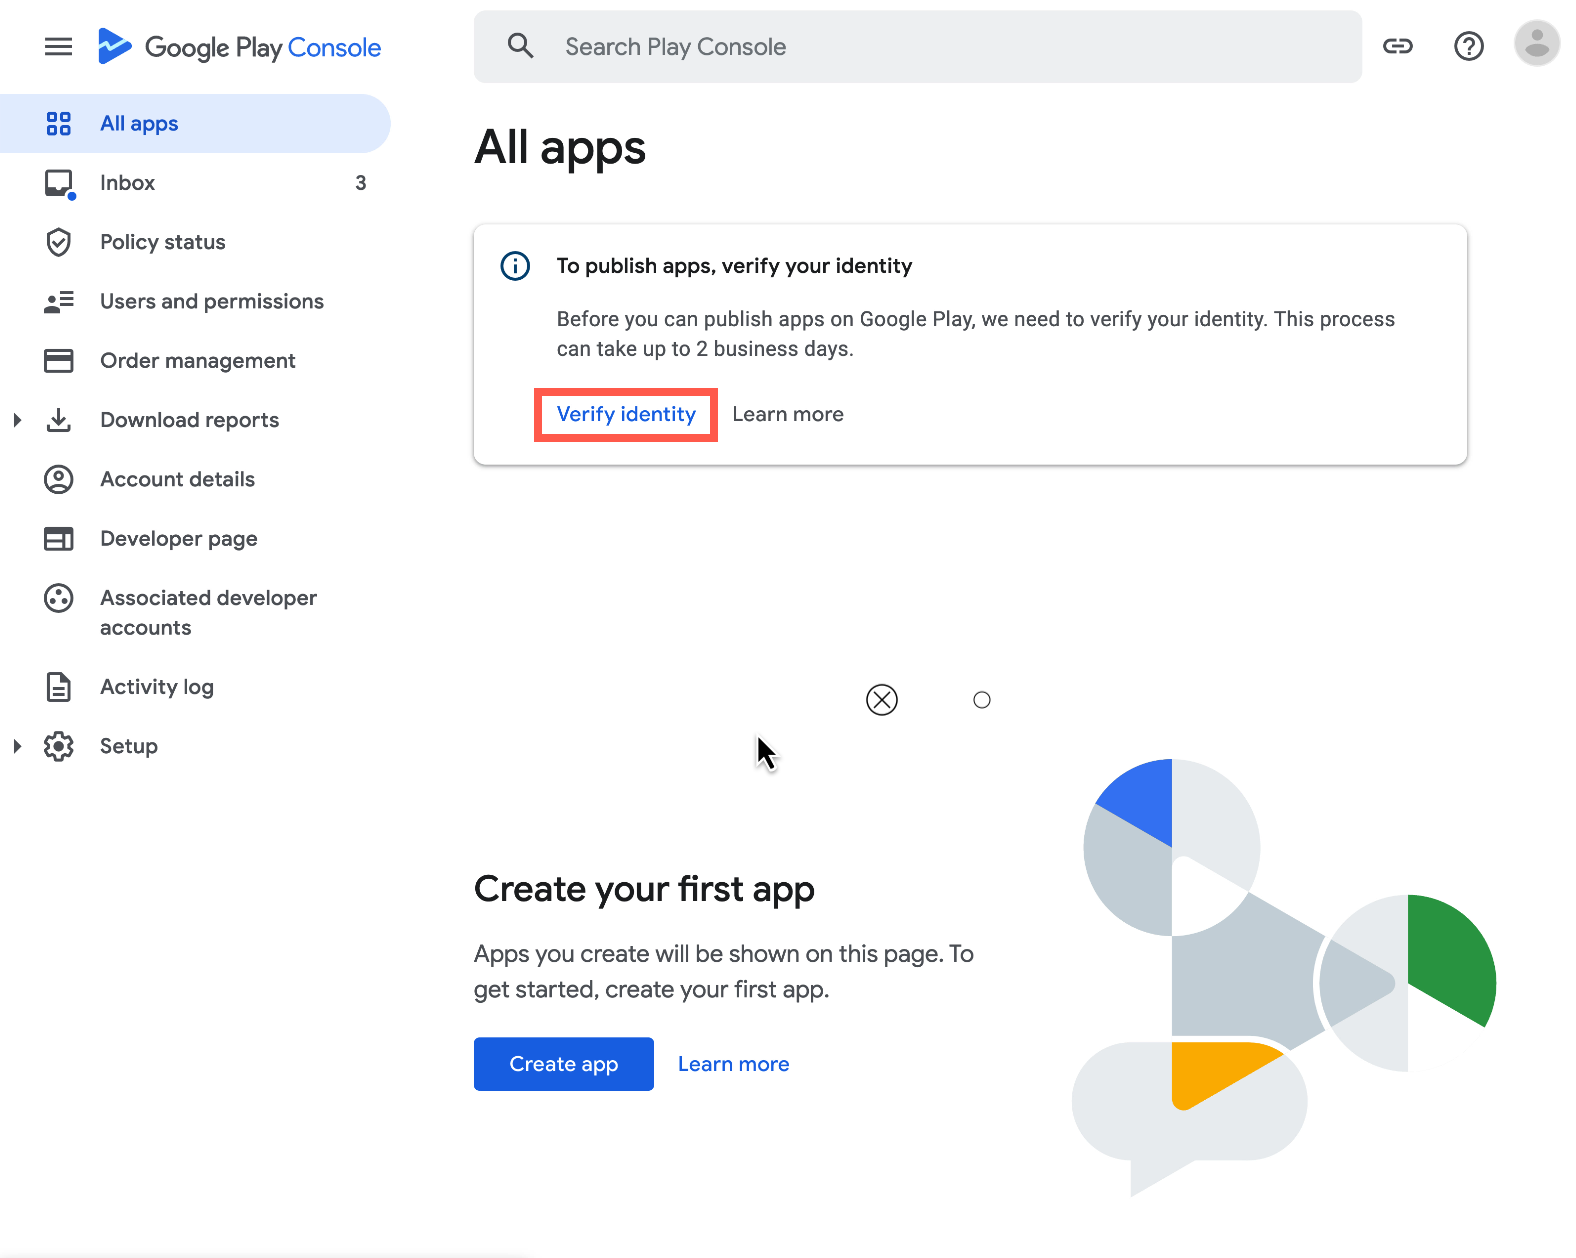 Google Play Console
Search Play Console
All apps
Inbox 3
Policy status
Users and permissions
Order management
Download reports
Account details
Developer page
Associated developer
accounts
Activity log
Setup
All apps
To publish apps, verify your identity
Before you can publish apps on Google Play, we need to verify your identity. This process
can take up to 2 business days.
Verify identity Learn more
Create your first app
Apps you create will be shown on this page. To
get started, create your first app.
Create app Learn more